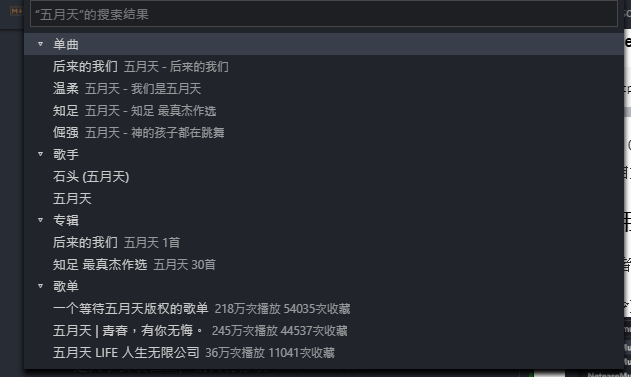 "五月天"的搜索结果
单曲
后来的我们 五月天 - 后来的我们
温柔 五月天 - 我们是五月天
知足 五月天 - 知足 最真杰作选
倔强 五月天 - 神的孩子都在跳舞
歌手
石头 (五月天)
五月天
专辑
后来的我们 五月天 1首
知足 最真杰作选 五月天 30首
歌单
一个等待五月天版权的歌单 218万次播放 54035次收藏
五月天 | 青春，有你无悔。 245万次播放 44537次收藏
五月天 LIFE 人生无限公司 36万次播放 11041次收藏